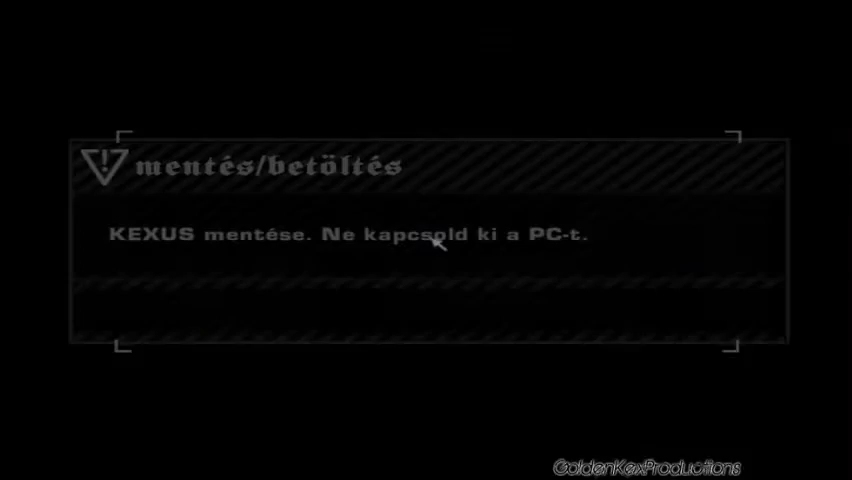 mentés/betöltés
KEXUS mentése. Ne kapcsold ki a PC-t.
GoldenKexProductions